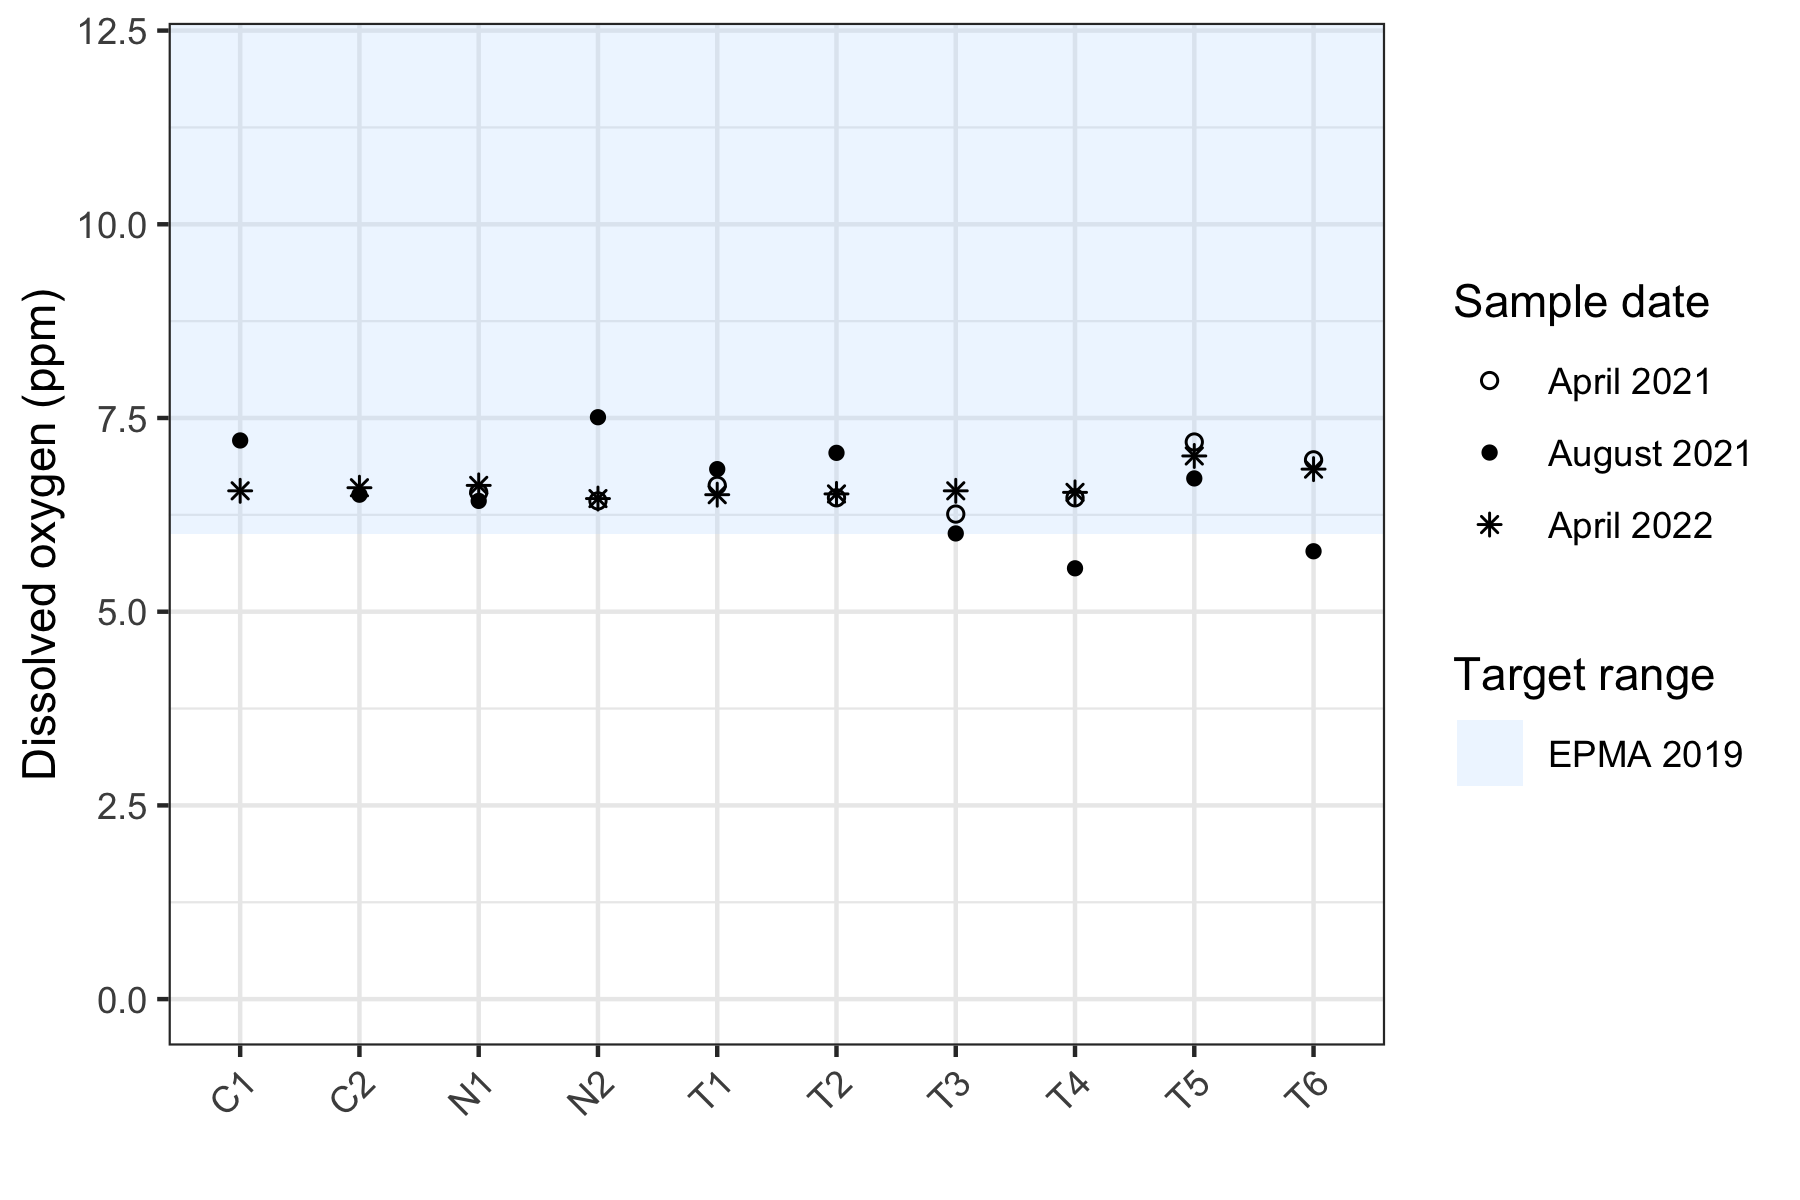 12.5
10.0
7.5
5.0
2.5
0.0
Dissolved oxygen (ppm)
C1
C2
N1
N2
T1
T2
T3
T4
T5
T6
Sample date
April 2021
August 2021
April 2022
Target range
EPMA 2019